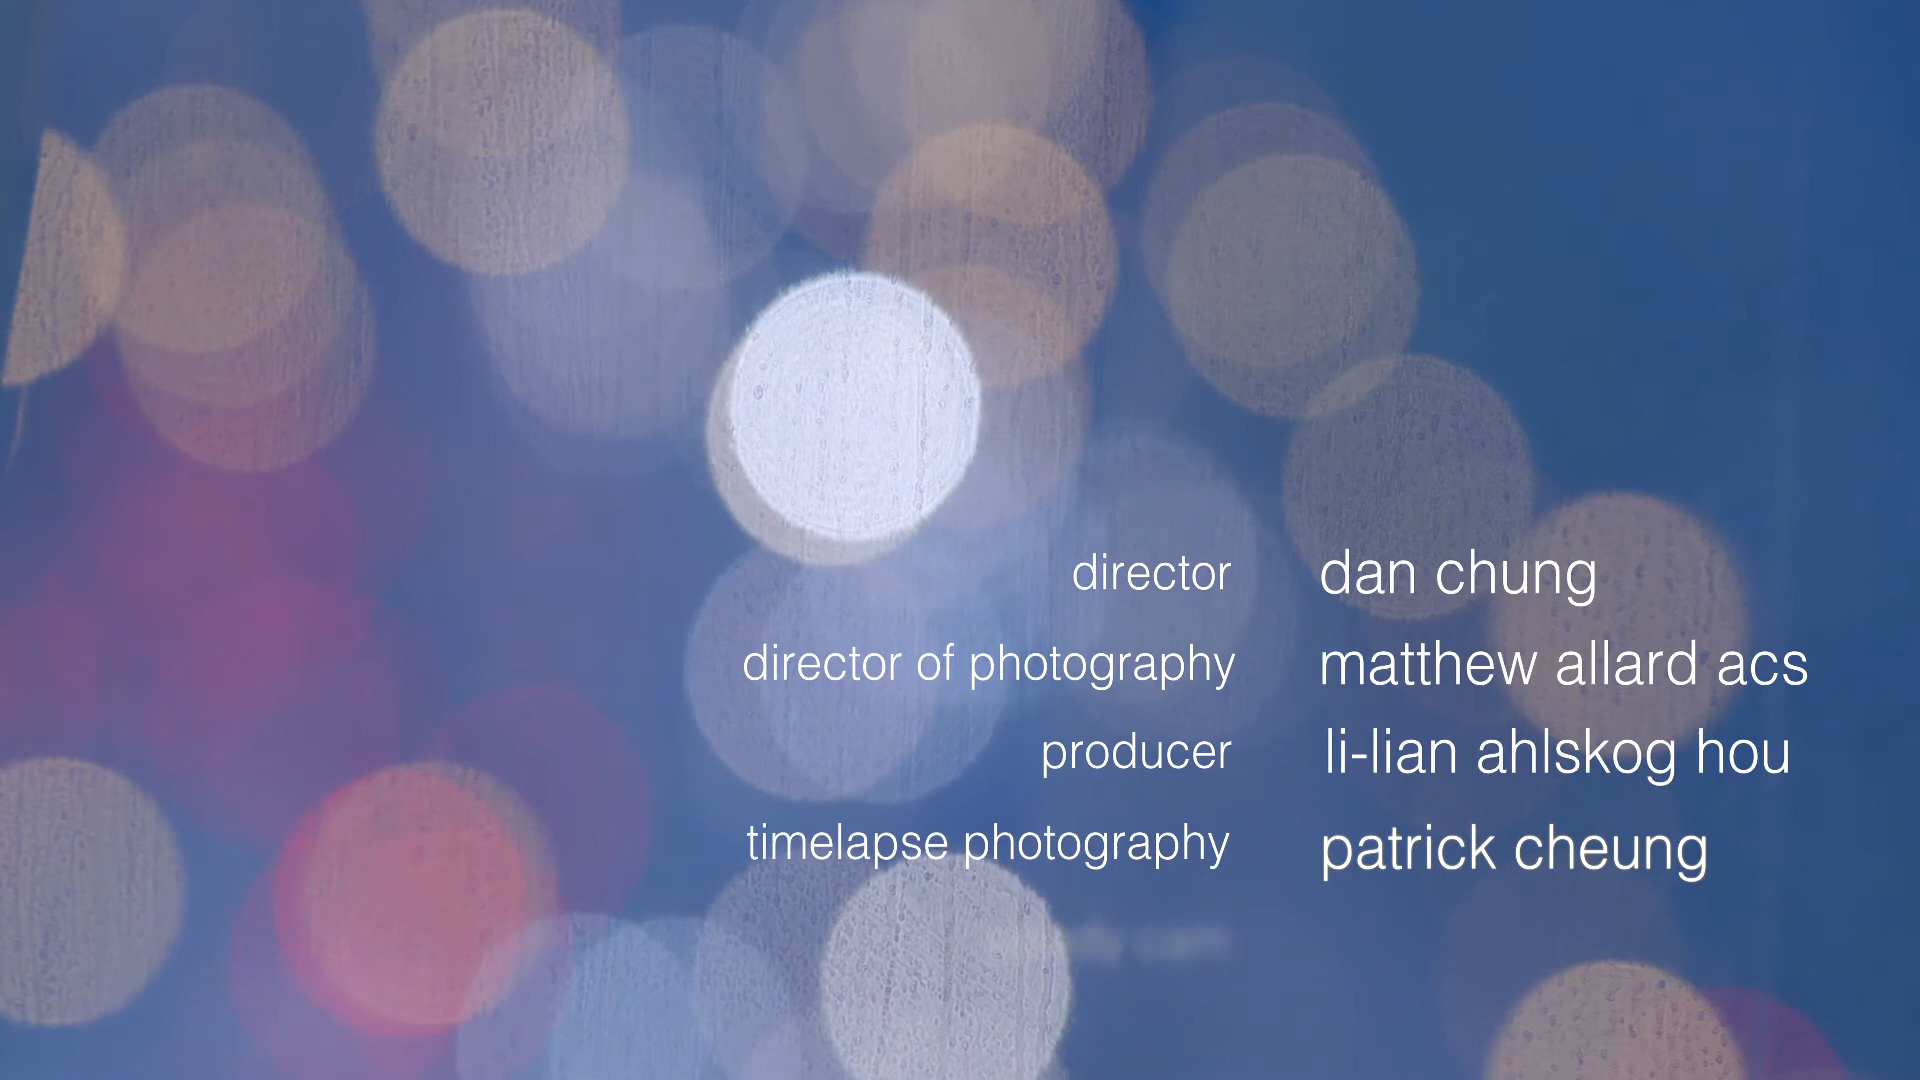 director dan chung
director of photography matthew allard acs
producer li-lian ahlskog hou
timelapse photography patrick cheung